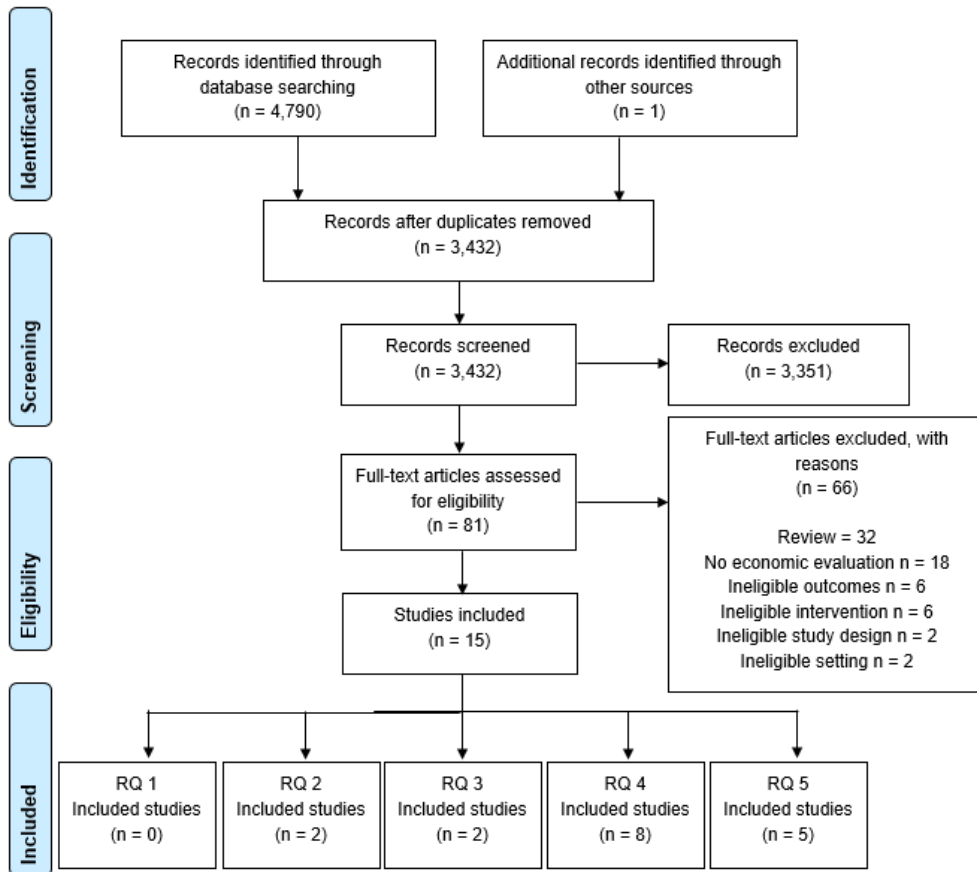 Identification
Records identified through
database searching
(n = 4,790)
Additional records identified through
other sources
(n = 1)
Records after duplicates removed
(n = 3,432)
Screening
Records screened
(n = 3,432)
Records excluded
(n = 3,351)
Eligibility
Full-text articles assessed
for eligibility
(n = 81)
Full-text articles excluded, with
reasons
(n = 66)
Review = 32
No economic evaluation n = 18
Ineligible outcomes n = 6
Ineligible intervention n = 6
Ineligible study design n = 2
Ineligible setting n = 2
Studies included
(n = 15)
Included
RQ 1
Included studies
(n = 0)
RQ 2
Included studies
(n = 2)
RQ 3
Included studies
(n = 2)
RQ 4
Included studies
(n = 8)
RQ 5
Included studies
(n = 5)